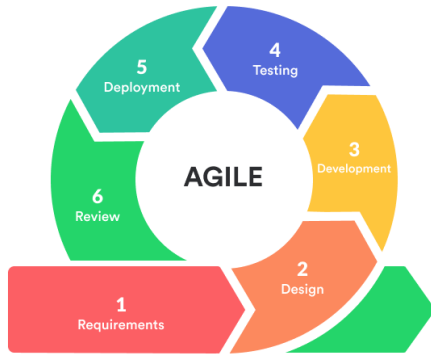 AGILE
1
Requirements
2
Design
3
Development
4
Testing
5
Deployment
6
Review